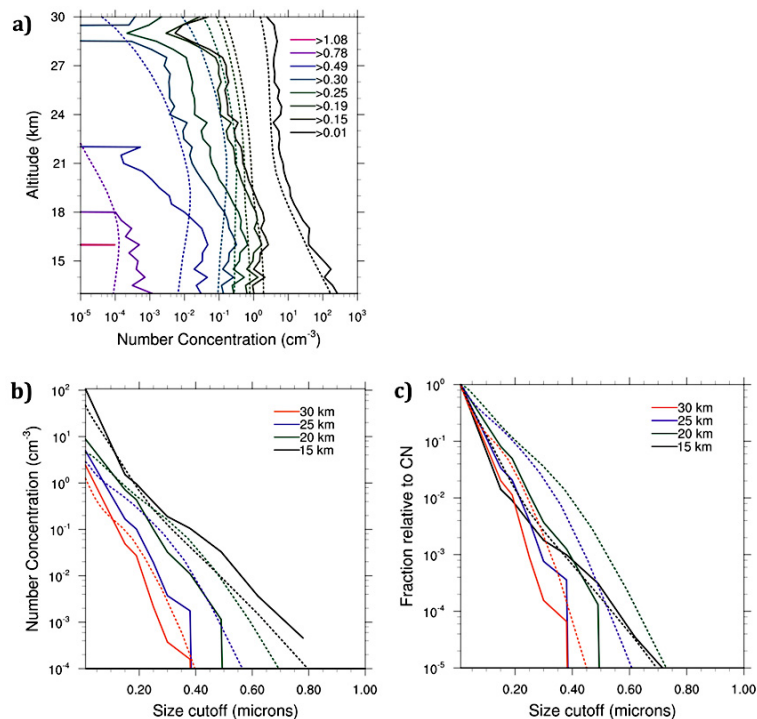 a)
30
27
24
21
18
15
Altitude (km)
>1.08
>0.78
>0.49
>0.30
>0.25
>0.19
>0.15
>0.01
10-5 10-4 10-3 10-2 10-1 100 101 102 103
Number Concentration (cm-3)
b)
102
101
100
10-1
10-2
10-3
10-4
Number Concentration (cm-3)
30 km
25 km
20 km
15 km
0.20 0.40 0.60 0.80 1.00
Size cutoff (microns)
c)
100
10-1
10-2
10-3
10-4
10-5
Fraction relative to CN
30 km
25 km
20 km
15 km
0.20 0.40 0.60 0.80 1.00
Size cutoff (microns)